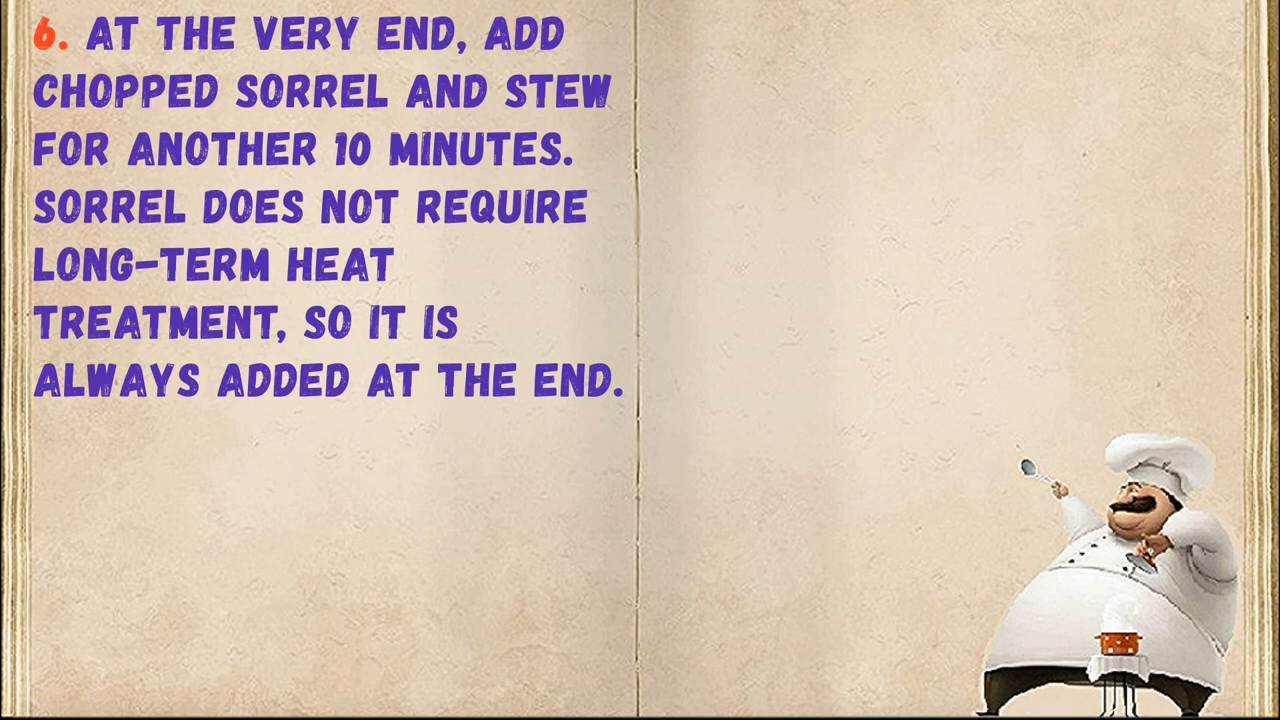 6. AT THE VERY END, ADD
CHOPPED SORREL AND STEW
FOR ANOTHER 10 MINUTES.
SORREL DOES NOT REQUIRE
LONG-TERM HEAT
TREATMENT, SO IT IS
ALWAYS ADDED AT THE END.